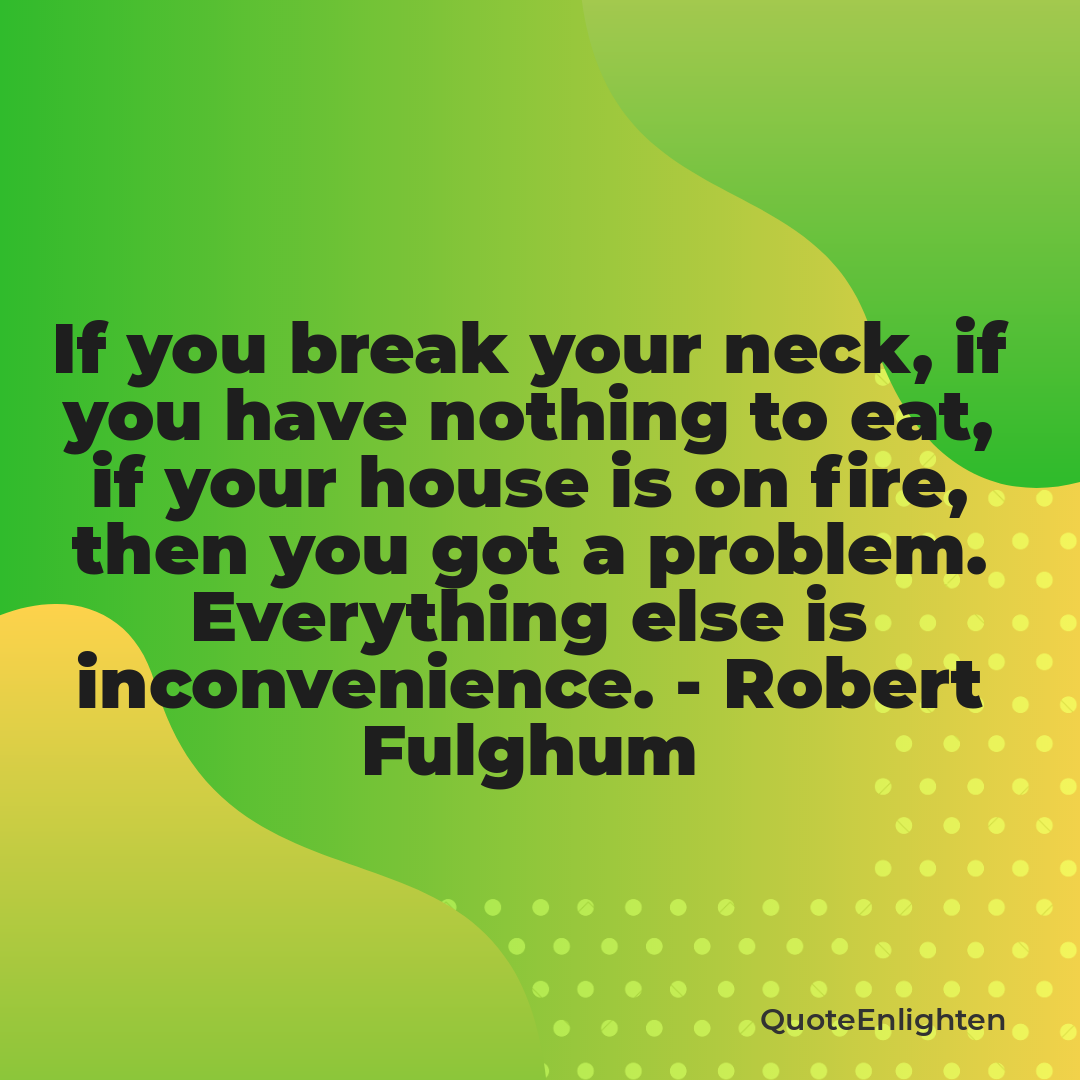 If you break your neck, if
you have nothing to eat,
if your house is on fire,
then you got a problem.
Everything else is
inconvenience. - Robert
Fulghum
QuoteEnlighten